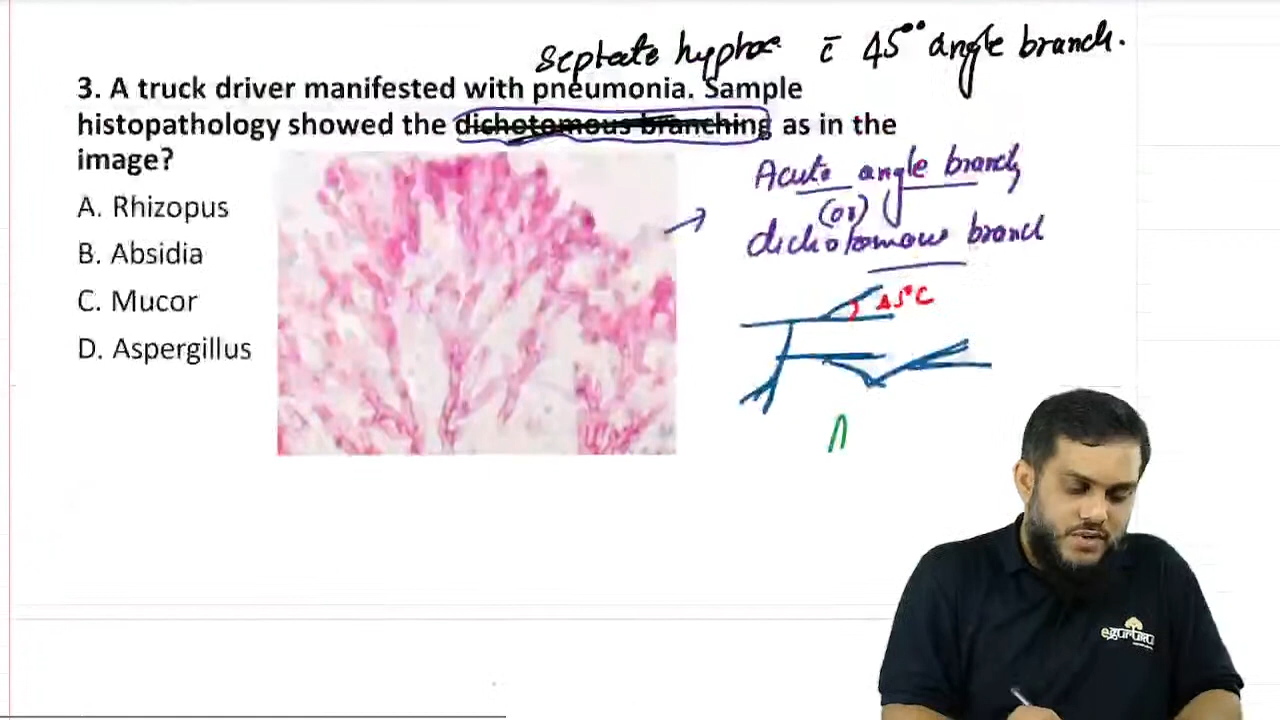 septate hyphae c̄ 45°° angle branch.
3. A truck driver manifested with pneumonia. Sample
histopathology showed the dichotomous branching as in the
image?
Acute angle branch
(or)
dichotomous branch
A. Rhizopus
B. Absidia
C. Mucor
D. Aspergillus
45°C
egurukul